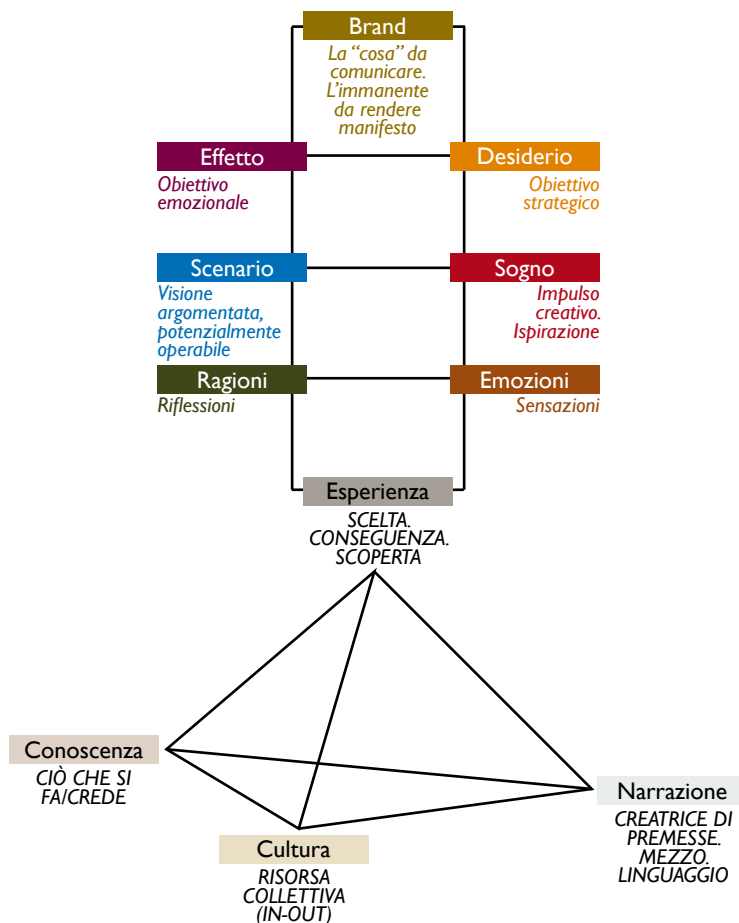 Brand
La “cosa” da
comunicare.
L’immanente
da rendere
manifesto
Effetto
Obiettivo
emozionale
Desiderio
Obiettivo
strategico
Scenario
Visione
argomentata,
potenzialmente
operabile
Sogno
Impulso
creativo.
Ispirazione
Ragioni
Riflessioni
Emozioni
Sensazioni
Esperienza
SCELTA.
CONSEGUENZA.
SCOPERTA
Conoscenza
CIÒ CHE SI
FA/CREDE
Narrazione
CREATRICE DI
PREMESSE.
MEZZO.
LINGUAGGIO
Cultura
RISORSA
COLLETTIVA
(IN-OUT)